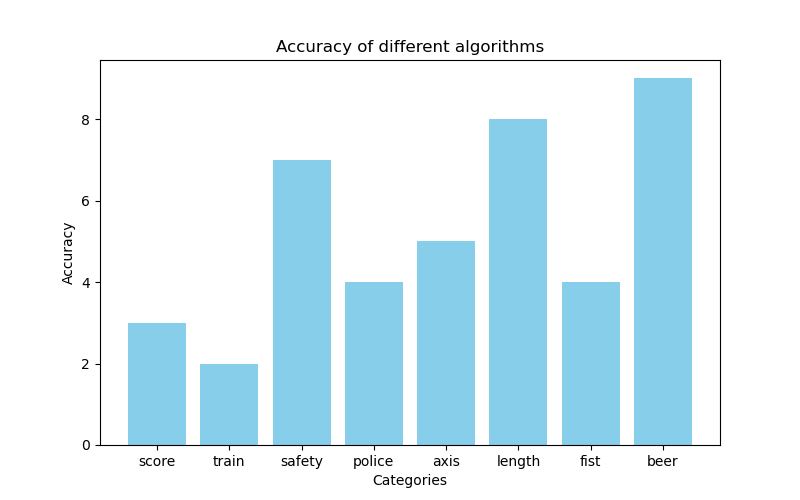 Accuracy of different algorithms
Accuracy
8
6
4
2
0
score train safety police axis length fist beer
Categories